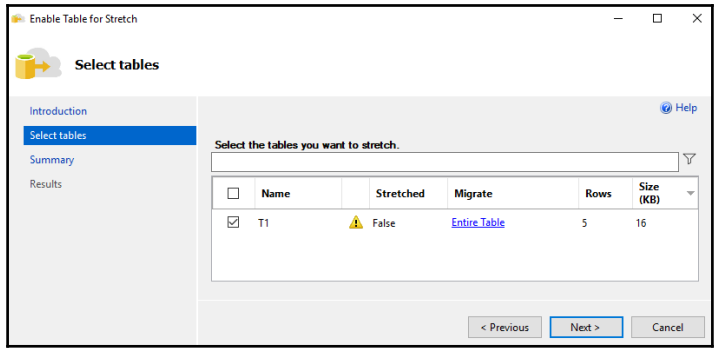 Enable Table for Stretch
Select tables
Introduction
Select tables
Summary
Results
Help
Select the tables you want to stretch.
Name Stretched Migrate Rows Size (KB)
T1 False Entire Table 5 16
< Previous Next > Cancel